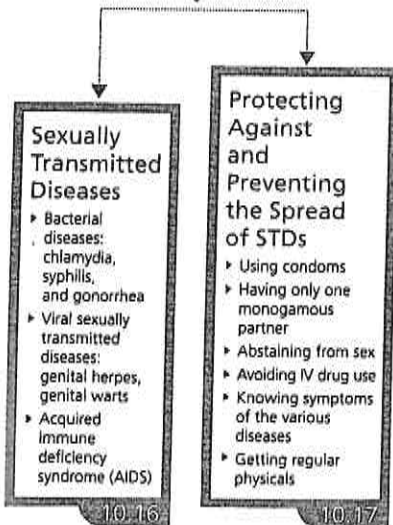 Sexually
Transmitted
Diseases
▸ Bacterial
diseases:
chlamydia,
syphills,
and gonorrhea
▸ Viral sexually
transmitted
diseases:
genital herpes,
genital warts
▸ Acquired
immune
deficiency
syndrome (AIDS)
10.16
Protecting
Against
and
Preventing
the Spread
of STDs
▸ Using condoms
▸ Having only one
monogamous
partner
▸ Abstaining from sex
▸ Avoiding IV drug use
▸ Knowing symptoms
of the various
diseases
▸ Getting regular
physicals
10.17